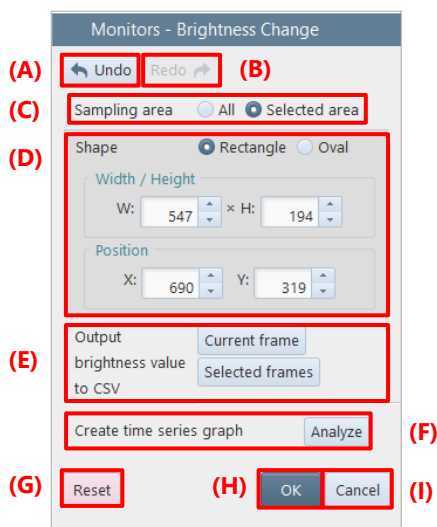 Monitors - Brightness Change
(A) Undo Redo (B)
(C) Sampling area All Selected area
(D) Shape Rectangle Oval
Width / Height
W: 547 × H: 194
Position
X: 690 Y: 319
(E) Output brightness value to CSV
Current frame
Selected frames
Create time series graph Analyze (F)
(G) Reset (H) OK Cancel (I)